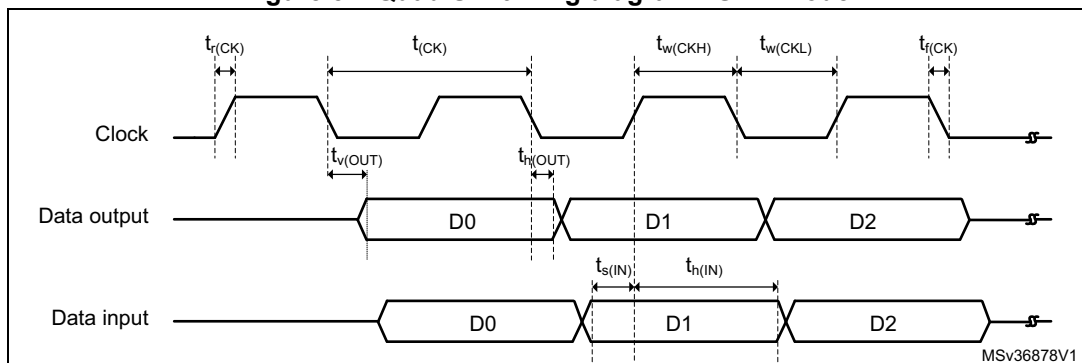 t_r(CK) t_(CK) t_w(CKH) t_w(CKL) t_f(CK)
Clock
t_v(OUT) t_h(OUT)
Data output D0 D1 D2
t_s(IN) t_h(IN)
Data input D0 D1 D2
MSv36878V1